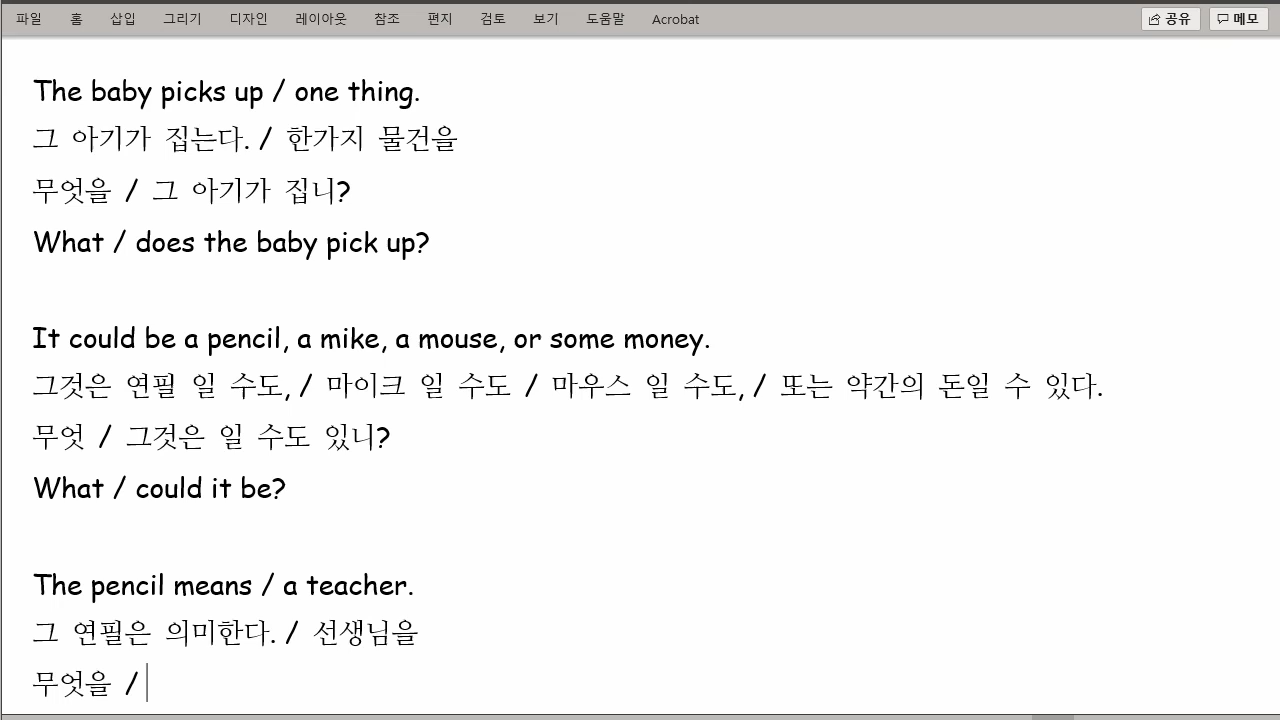 파일 홈 삽입 그리기 디자인 레이아웃 참조 편지 검토 보기 도움말 Acrobat 공유 메모
The baby picks up / one thing.
그 아기가 집는다. / 한가지 물건을
무엇을 / 그 아기가 집니?
What / does the baby pick up?
It could be a pencil, a mike, a mouse, or some money.
그것은 연필 일 수도, / 마이크 일 수도 / 마우스 일 수도, / 또는 약간의 돈일 수 있다.
무엇 / 그것은 일 수도 있니?
What / could it be?
The pencil means / a teacher.
그 연필은 의미한다. / 선생님을
무엇을 /